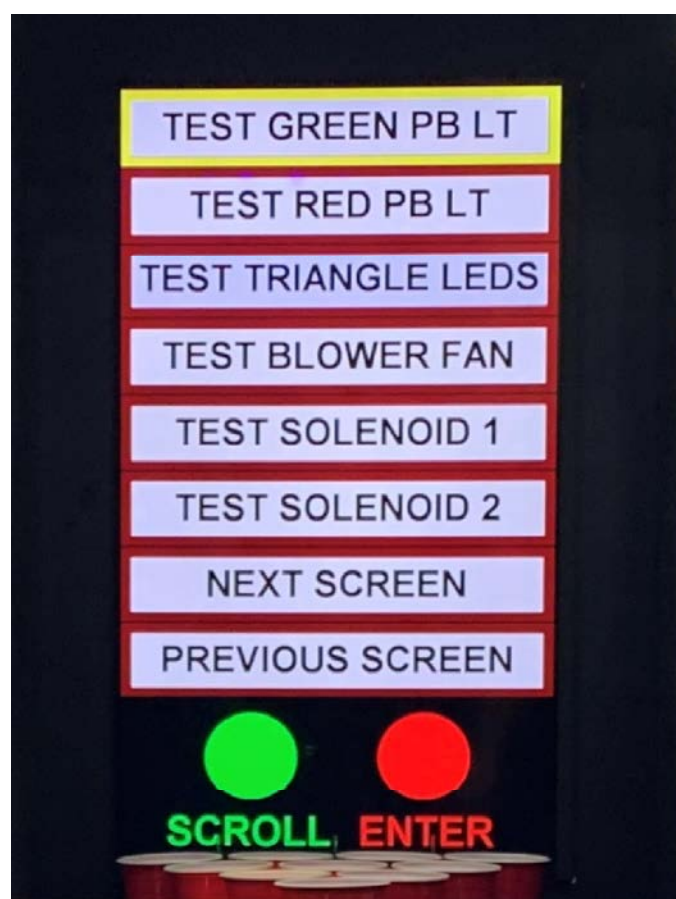 TEST GREEN PB LT
TEST RED PB LT
TEST TRIANGLE LEDS
TEST BLOWER FAN
TEST SOLENOID 1
TEST SOLENOID 2
NEXT SCREEN
PREVIOUS SCREEN
SCROLL ENTER